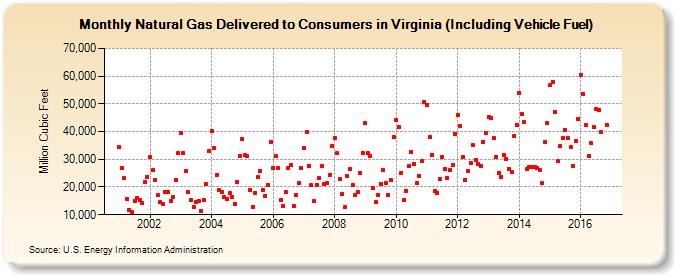 Monthly Natural Gas Delivered to Consumers in Virginia (Including Vehicle Fuel)
Million Cubic Feet
70,000
60,000
50,000
40,000
30,000
20,000
10,000
2002 2004 2006 2008 2010 2012 2014 2016
Source: U.S. Energy Information Administration